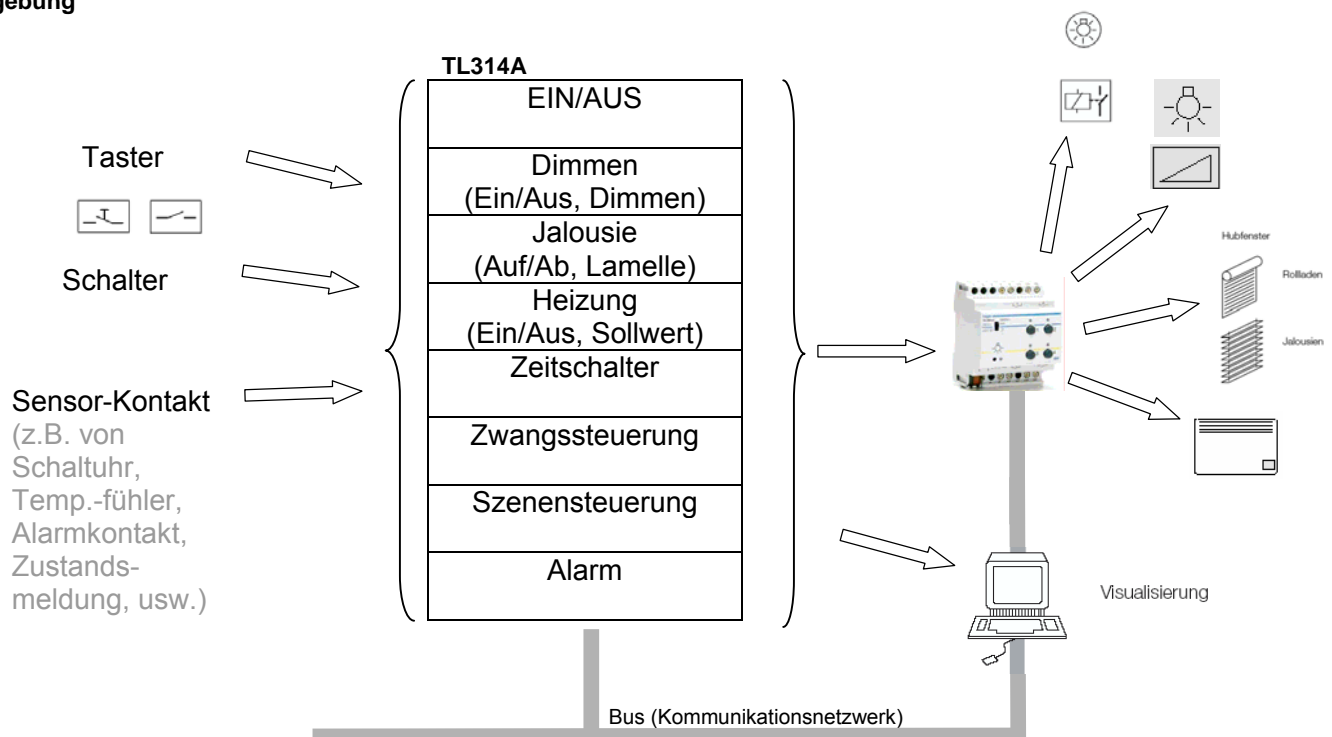 gebung
TL314A
EIN/AUS
Dimmen
(Ein/Aus, Dimmen)
Jalousie
(Auf/Ab, Lamelle)
Heizung
(Ein/Aus, Sollwert)
Zeitschalter
Zwangssteuerung
Szenensteuerung
Alarm
Taster
Schalter
Sensor-Kontakt
(z.B. von
Schaltuhr,
Temp.-fühler,
Alarmkontakt,
Zustands-
meldung, usw.)
Hubfenster
Rollladen
Jalousien
Visualisierung
Bus (Kommunikationsnetzwerk)